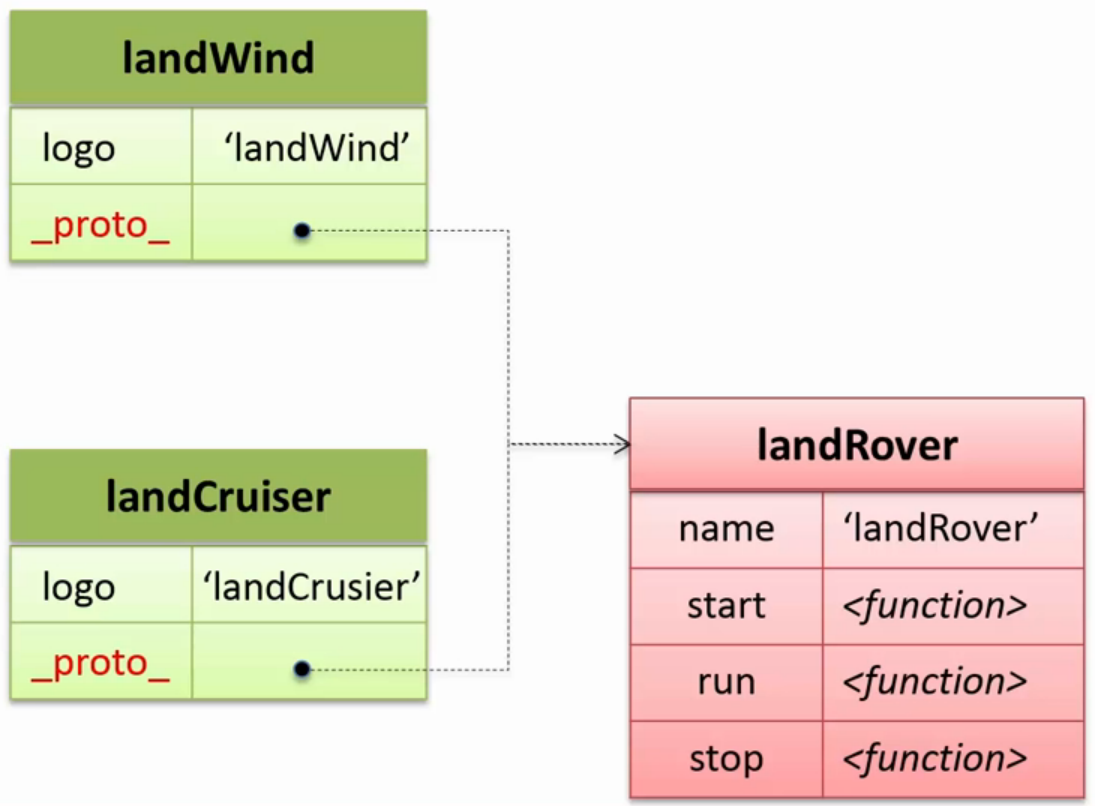 landWind
logo ‘landWind’
_proto_
landCruiser
logo ‘landCrusier’
_proto_
landRover
name ‘landRover’
start <function>
run <function>
stop <function>